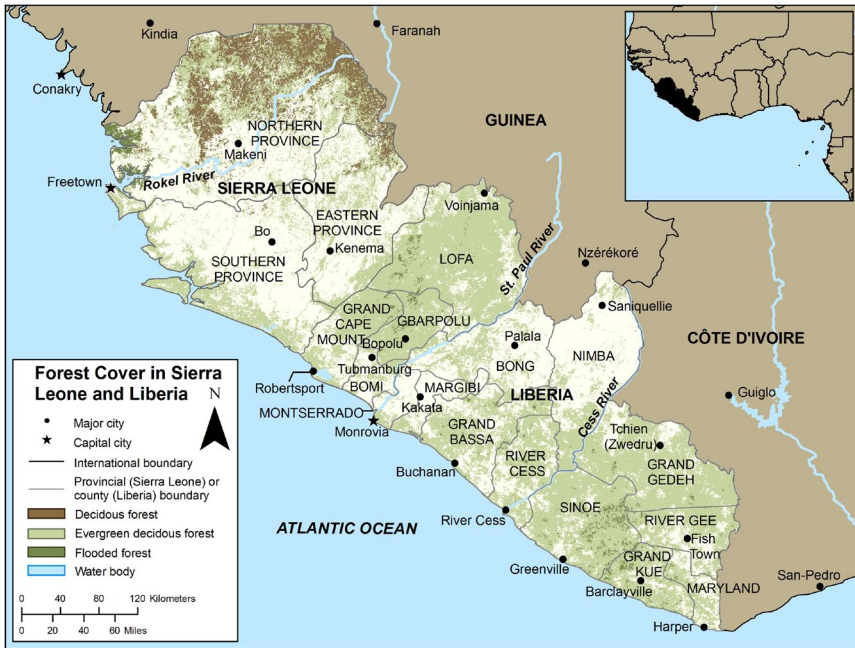 Kindia
Faranah
Conakry
NORTHERN
PROVINCE
Makeni
GUINEA
Freetown
Rokel River
SIERRA LEONE
Voinjama
EASTERN
PROVINCE
Bo
Kenema
SOUTHERN
PROVINCE
LOFA
St. Paul River
Nzérékoré
Saniquellie
GRAND
CAPE
MOUNT
GBARPOLU
Bopolu
Palala
BONG
NIMBA
CÔTE D'IVOIRE
Tubmanburg
Robertsport
BOMI
MARGIBI
LIBERIA
Guiglo
MONTSERRADO
Kakata
Monrovia
Cess River
GRAND
BASSA
Tchien
(Zwedru)
RIVER
CESS
GRAND
GEDEH
Buchanan
SINOE
River Cess
ATLANTIC OCEAN
RIVER GEE
Fish
Town
Greenville
GRAND
KUE
Barclayville
MARYLAND
San-Pedro
Harper
Forest Cover in Sierra
Leone and Liberia
N
Major city
Capital city
International boundary
Provincial (Sierra Leone) or
county (Liberia) boundary
Decidous forest
Evergreen decidous forest
Flooded forest
Water body
0 40 80 120 Kilometers
0 20 40 60 Miles